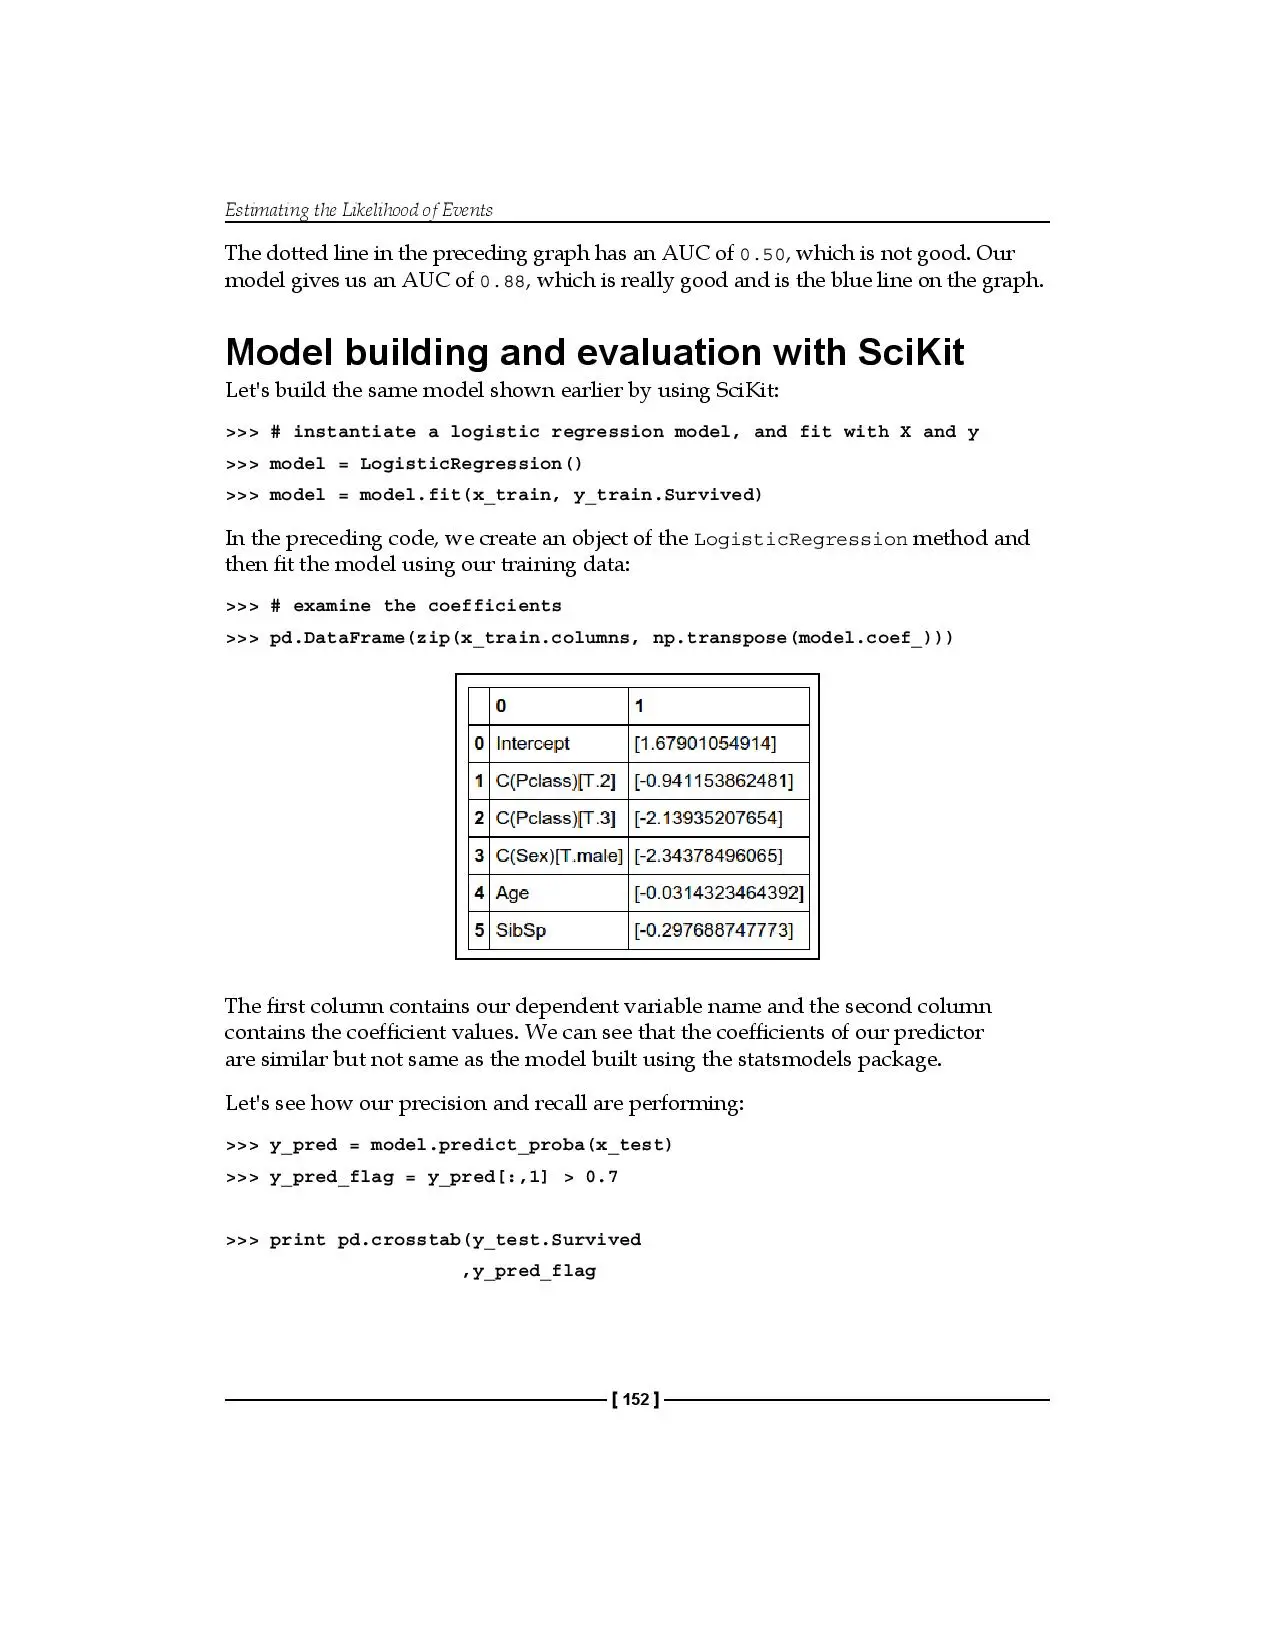 Estimating the Likelihood of Events
The dotted line in the preceding graph has an AUC of 0.50, which is not good. Our
model gives us an AUC of 0.88, which is really good and is the blue line on the graph.
Model building and evaluation with SciKit
Let's build the same model shown earlier by using SciKit:
>>> # instantiate a logistic regression model, and fit with X and y
>>> model = LogisticRegression()
>>> model = model.fit(x_train, y_train.Survived)
In the preceding code, we create an object of the LogisticRegression method and
then fit the model using our training data:
>>> # examine the coefficients
>>> pd.DataFrame(zip(x_train.columns, np.transpose(model.coef_)))
0 1
0 Intercept [1.67901054914]
1 C(Pclass)[T.2] [-0.941153862481]
2 C(Pclass)[T.3] [-2.13935207654]
3 C(Sex)[T.male] [-2.34378496065]
4 Age [-0.0314323464392]
5 SibSp [-0.297688747773]
The first column contains our dependent variable name and the second column
contains the coefficient values. We can see that the coefficients of our predictor
are similar but not same as the model built using the statsmodels package.
Let's see how our precision and recall are performing:
>>> y_pred = model.predict_proba(x_test)
>>> y_pred_flag = y_pred[:,1] > 0.7
>>> print pd.crosstab(y_test.Survived
,y_pred_flag
[ 152 ]